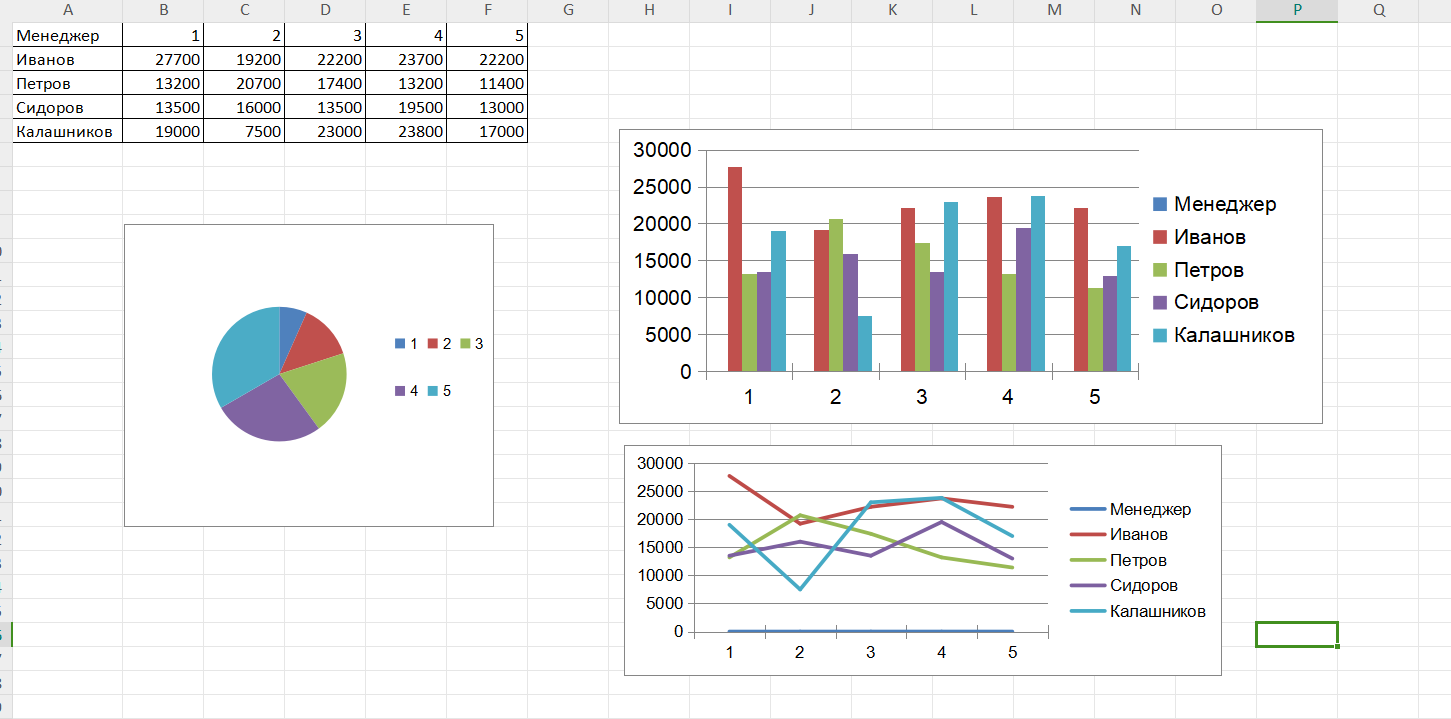 A B C D E F G H I J K L M N O P Q
Менеджер 1 2 3 4 5
Иванов 27700 19200 22200 23700 22200
Петров 13200 20700 17400 13200 11400
Сидоров 13500 16000 13500 19500 13000
Калашников 19000 7500 23000 23800 17000
1 2 3
4 5
30000
25000
20000
15000
10000
5000
0
1 2 3 4 5
Менеджер
Иванов
Петров
Сидоров
Калашников
30000
25000
20000
15000
10000
5000
0
1 2 3 4 5
Менеджер
Иванов
Петров
Сидоров
Калашников